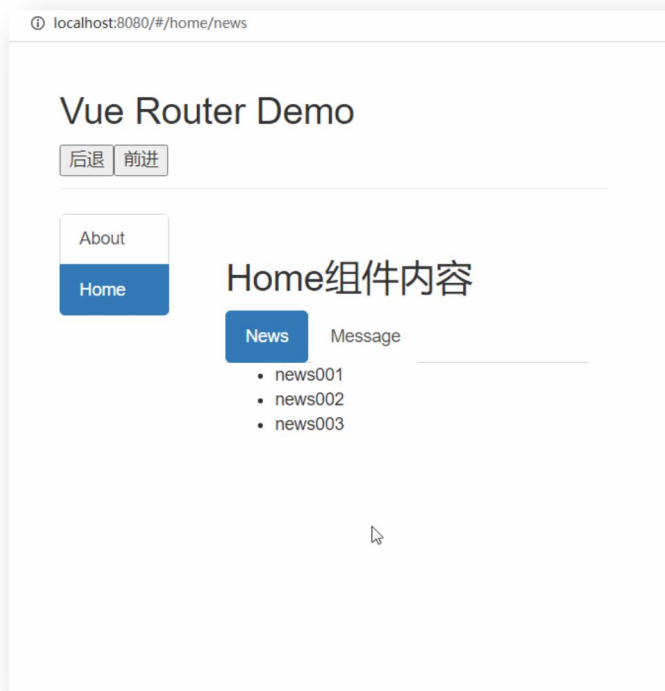 localhost:8080/#/home/news
Vue Router Demo
后退 前进
About
Home
Home组件内容
News Message
news001
news002
news003